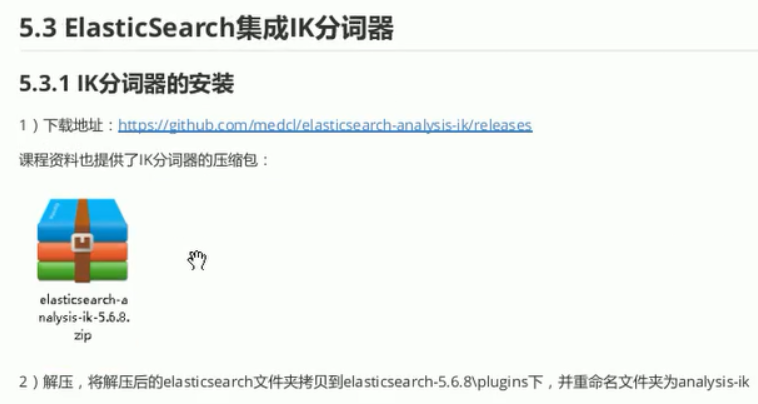 5.3 ElasticSearch集成IK分词器
5.3.1 IK分词器的安装
1）下载地址：https://github.com/medcl/elasticsearch-analysis-ik/releases
课程资料也提供了IK分词器的压缩包：
elasticsearch-a
nalysis-ik-5.6.8.
zip
2）解压，将解压后的elasticsearch文件夹拷贝到elasticsearch-5.6.8\plugins下，并重命名文件夹为analysis-ik